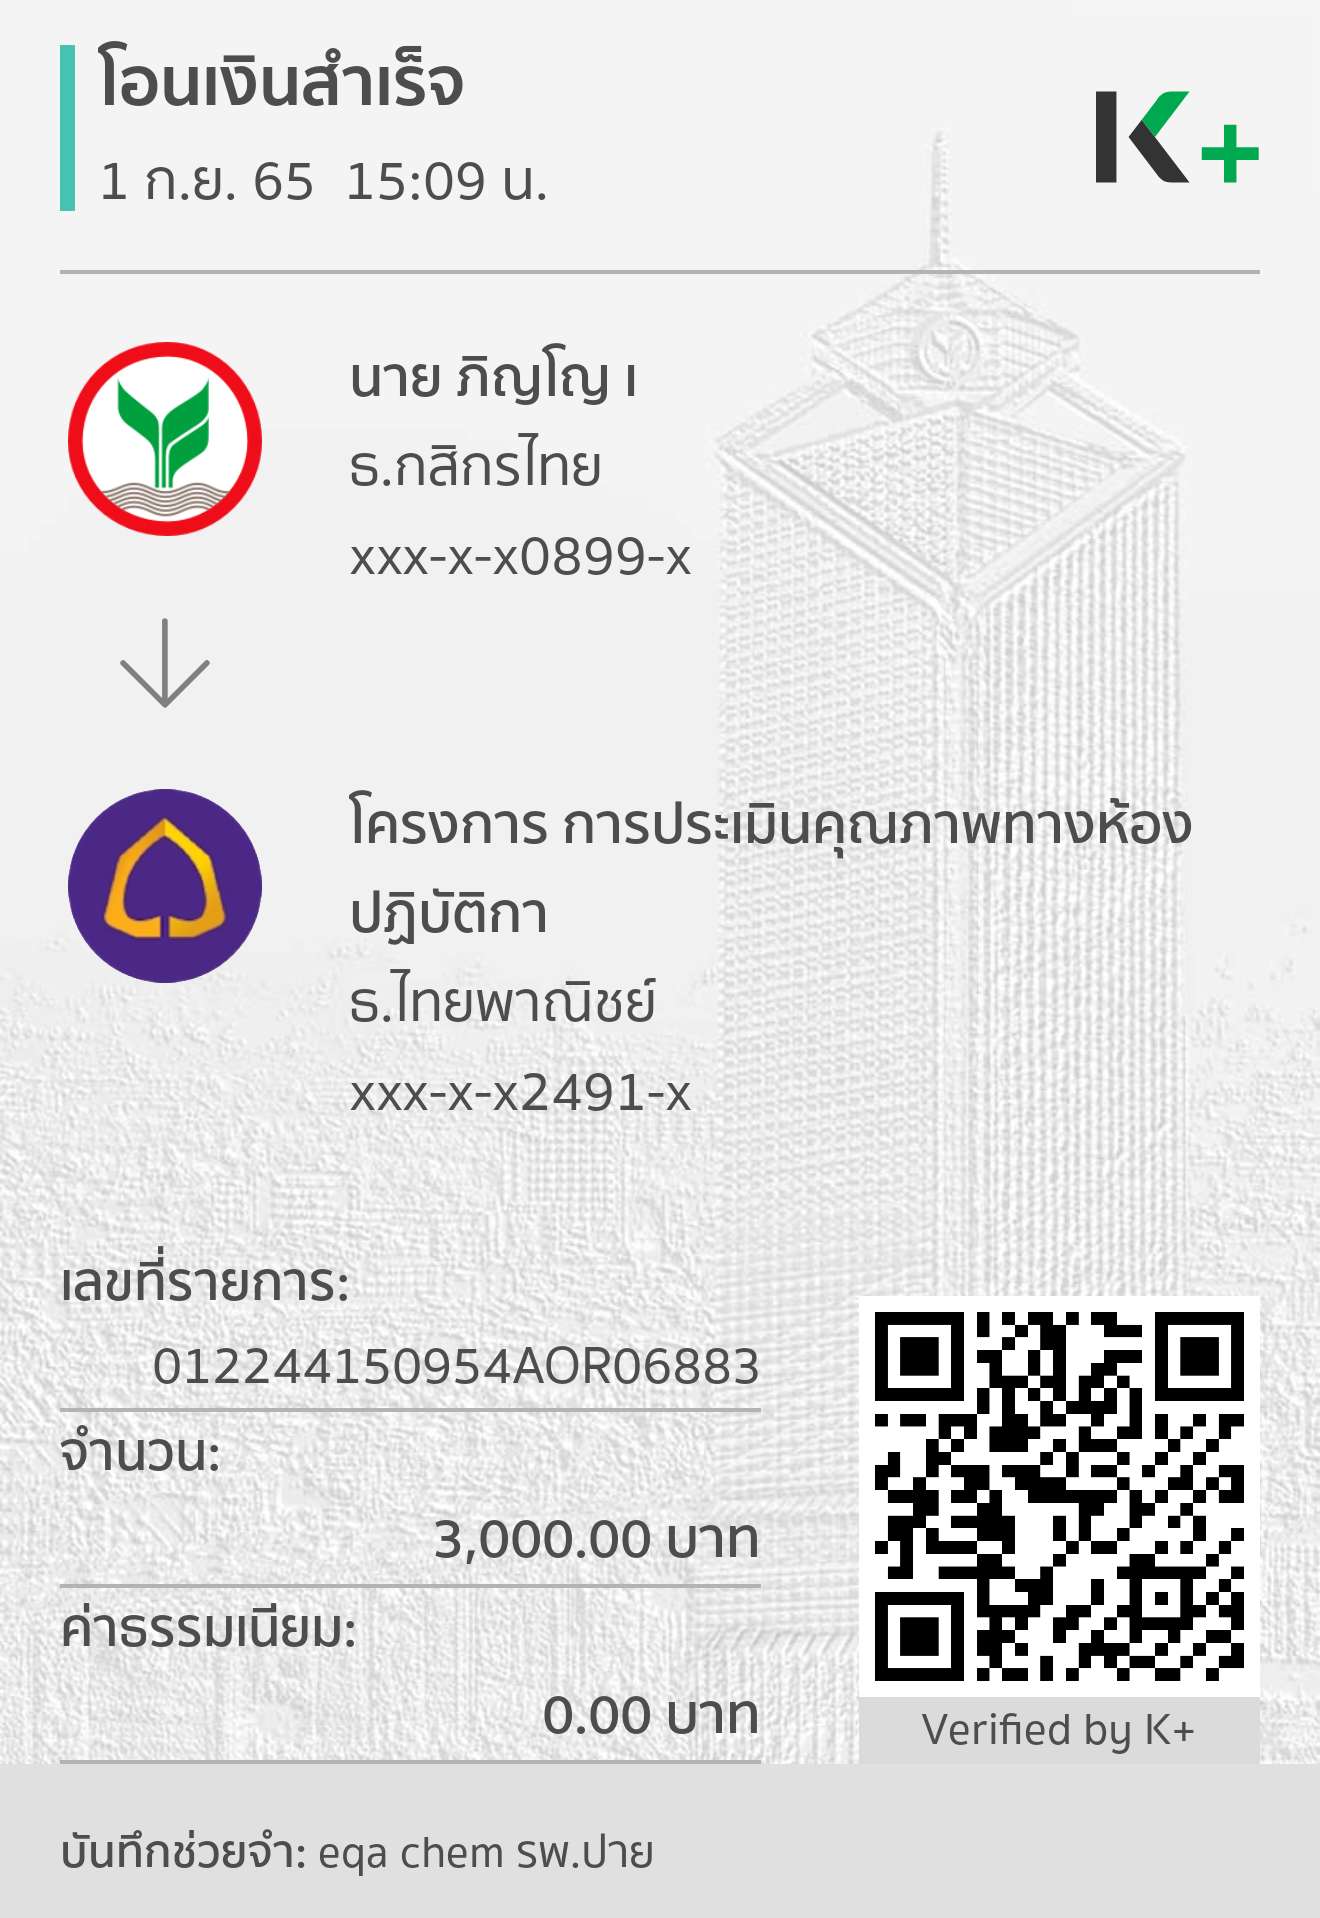 โอนเงินสำเร็จ
1 ก.ย. 65 15:09 น.
K+
นาย ภิญโญ เ
ธ.กสิกรไทย
xxx-x-x0899-x
โครงการ การประเมินคุณภาพทางห้อง
ปฏิบัติกา
ธ.ไทยพาณิชย์
xxx-x-x2491-x
เลขที่รายการ:
012244150954AOR06883
จำนวน:
3,000.00 บาท
ค่าธรรมเนียม:
0.00 บาท
Verified by K+
บันทึกช่วยจำ: eqa chem รพ.ปาย